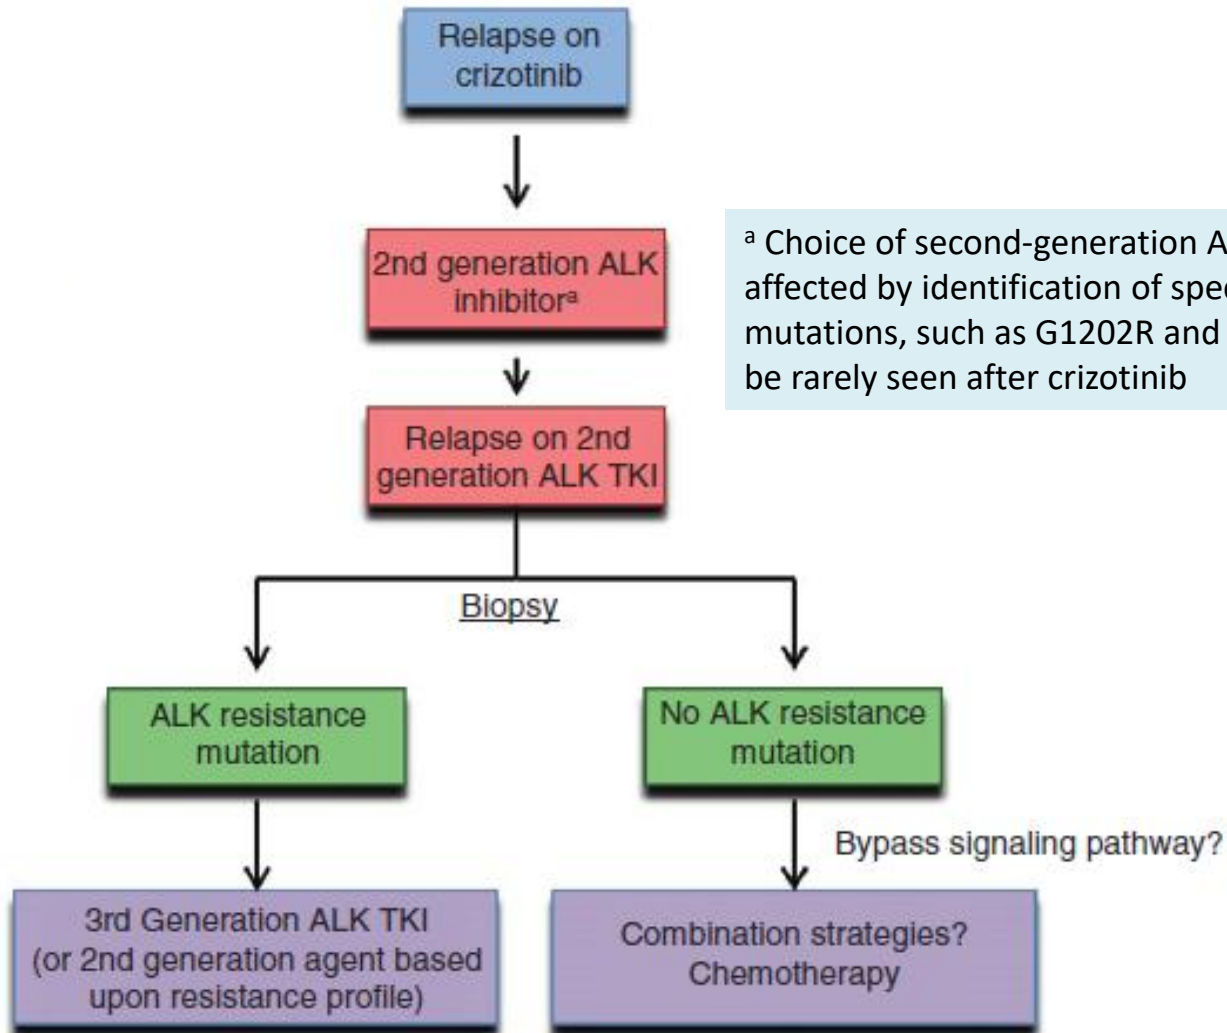 Relapse on
crizotinib
2nd generation ALK
inhibitorᵃ
ᵃ Choice of second-generation A
affected by identification of spec
mutations, such as G1202R and
be rarely seen after crizotinib
Relapse on 2nd
generation ALK TKI
Biopsy
ALK resistance
mutation
No ALK resistance
mutation
Bypass signaling pathway?
3rd Generation ALK TKI
(or 2nd generation agent based
upon resistance profile)
Combination strategies?
Chemotherapy